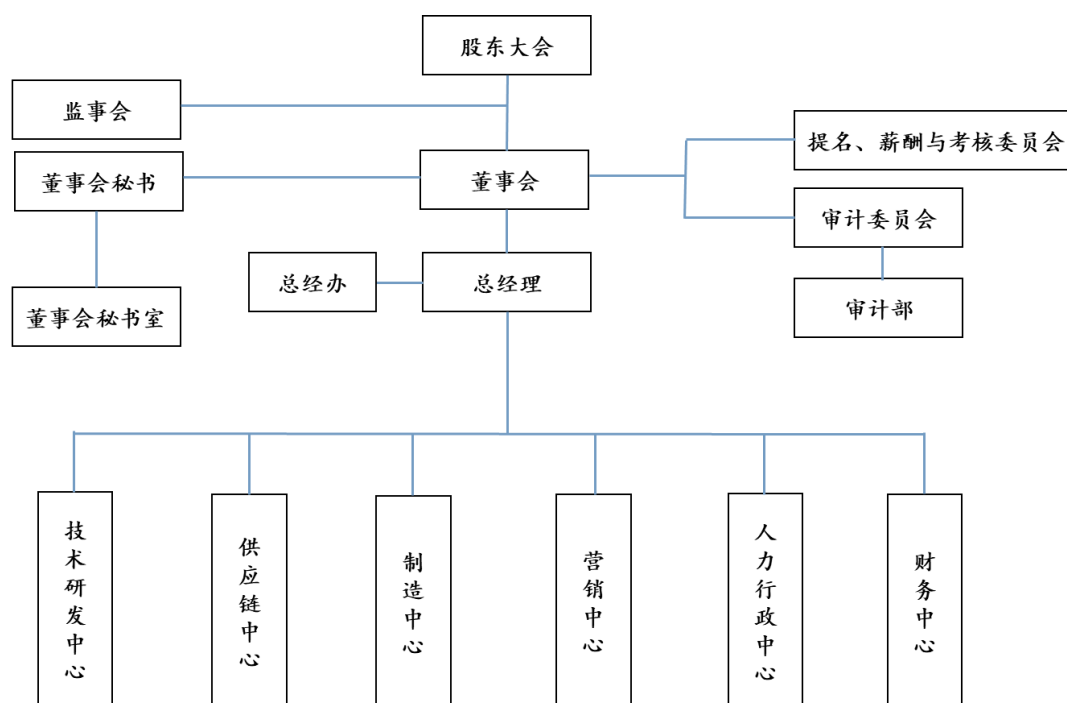 股东大会
监事会
提名、薪酬与考核委员会
董事会秘书
董事会
审计委员会
总经办
总经理
董事会秘书室
审计部
技术研发中心
供应链中心
制造中心
营销中心
人力行政中心
财务中心